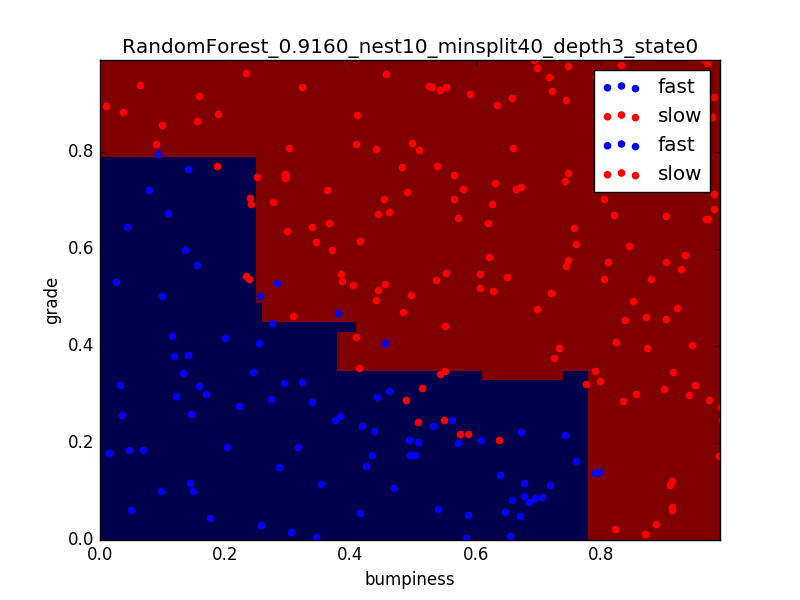 RandomForest_0.9160_nest10_minsplit40_depth3_state0
fast
slow
fast
slow
0.8
0.6
grade
0.4
0.2
0.0
0.0 0.2 0.4 0.6 0.8
bumpiness